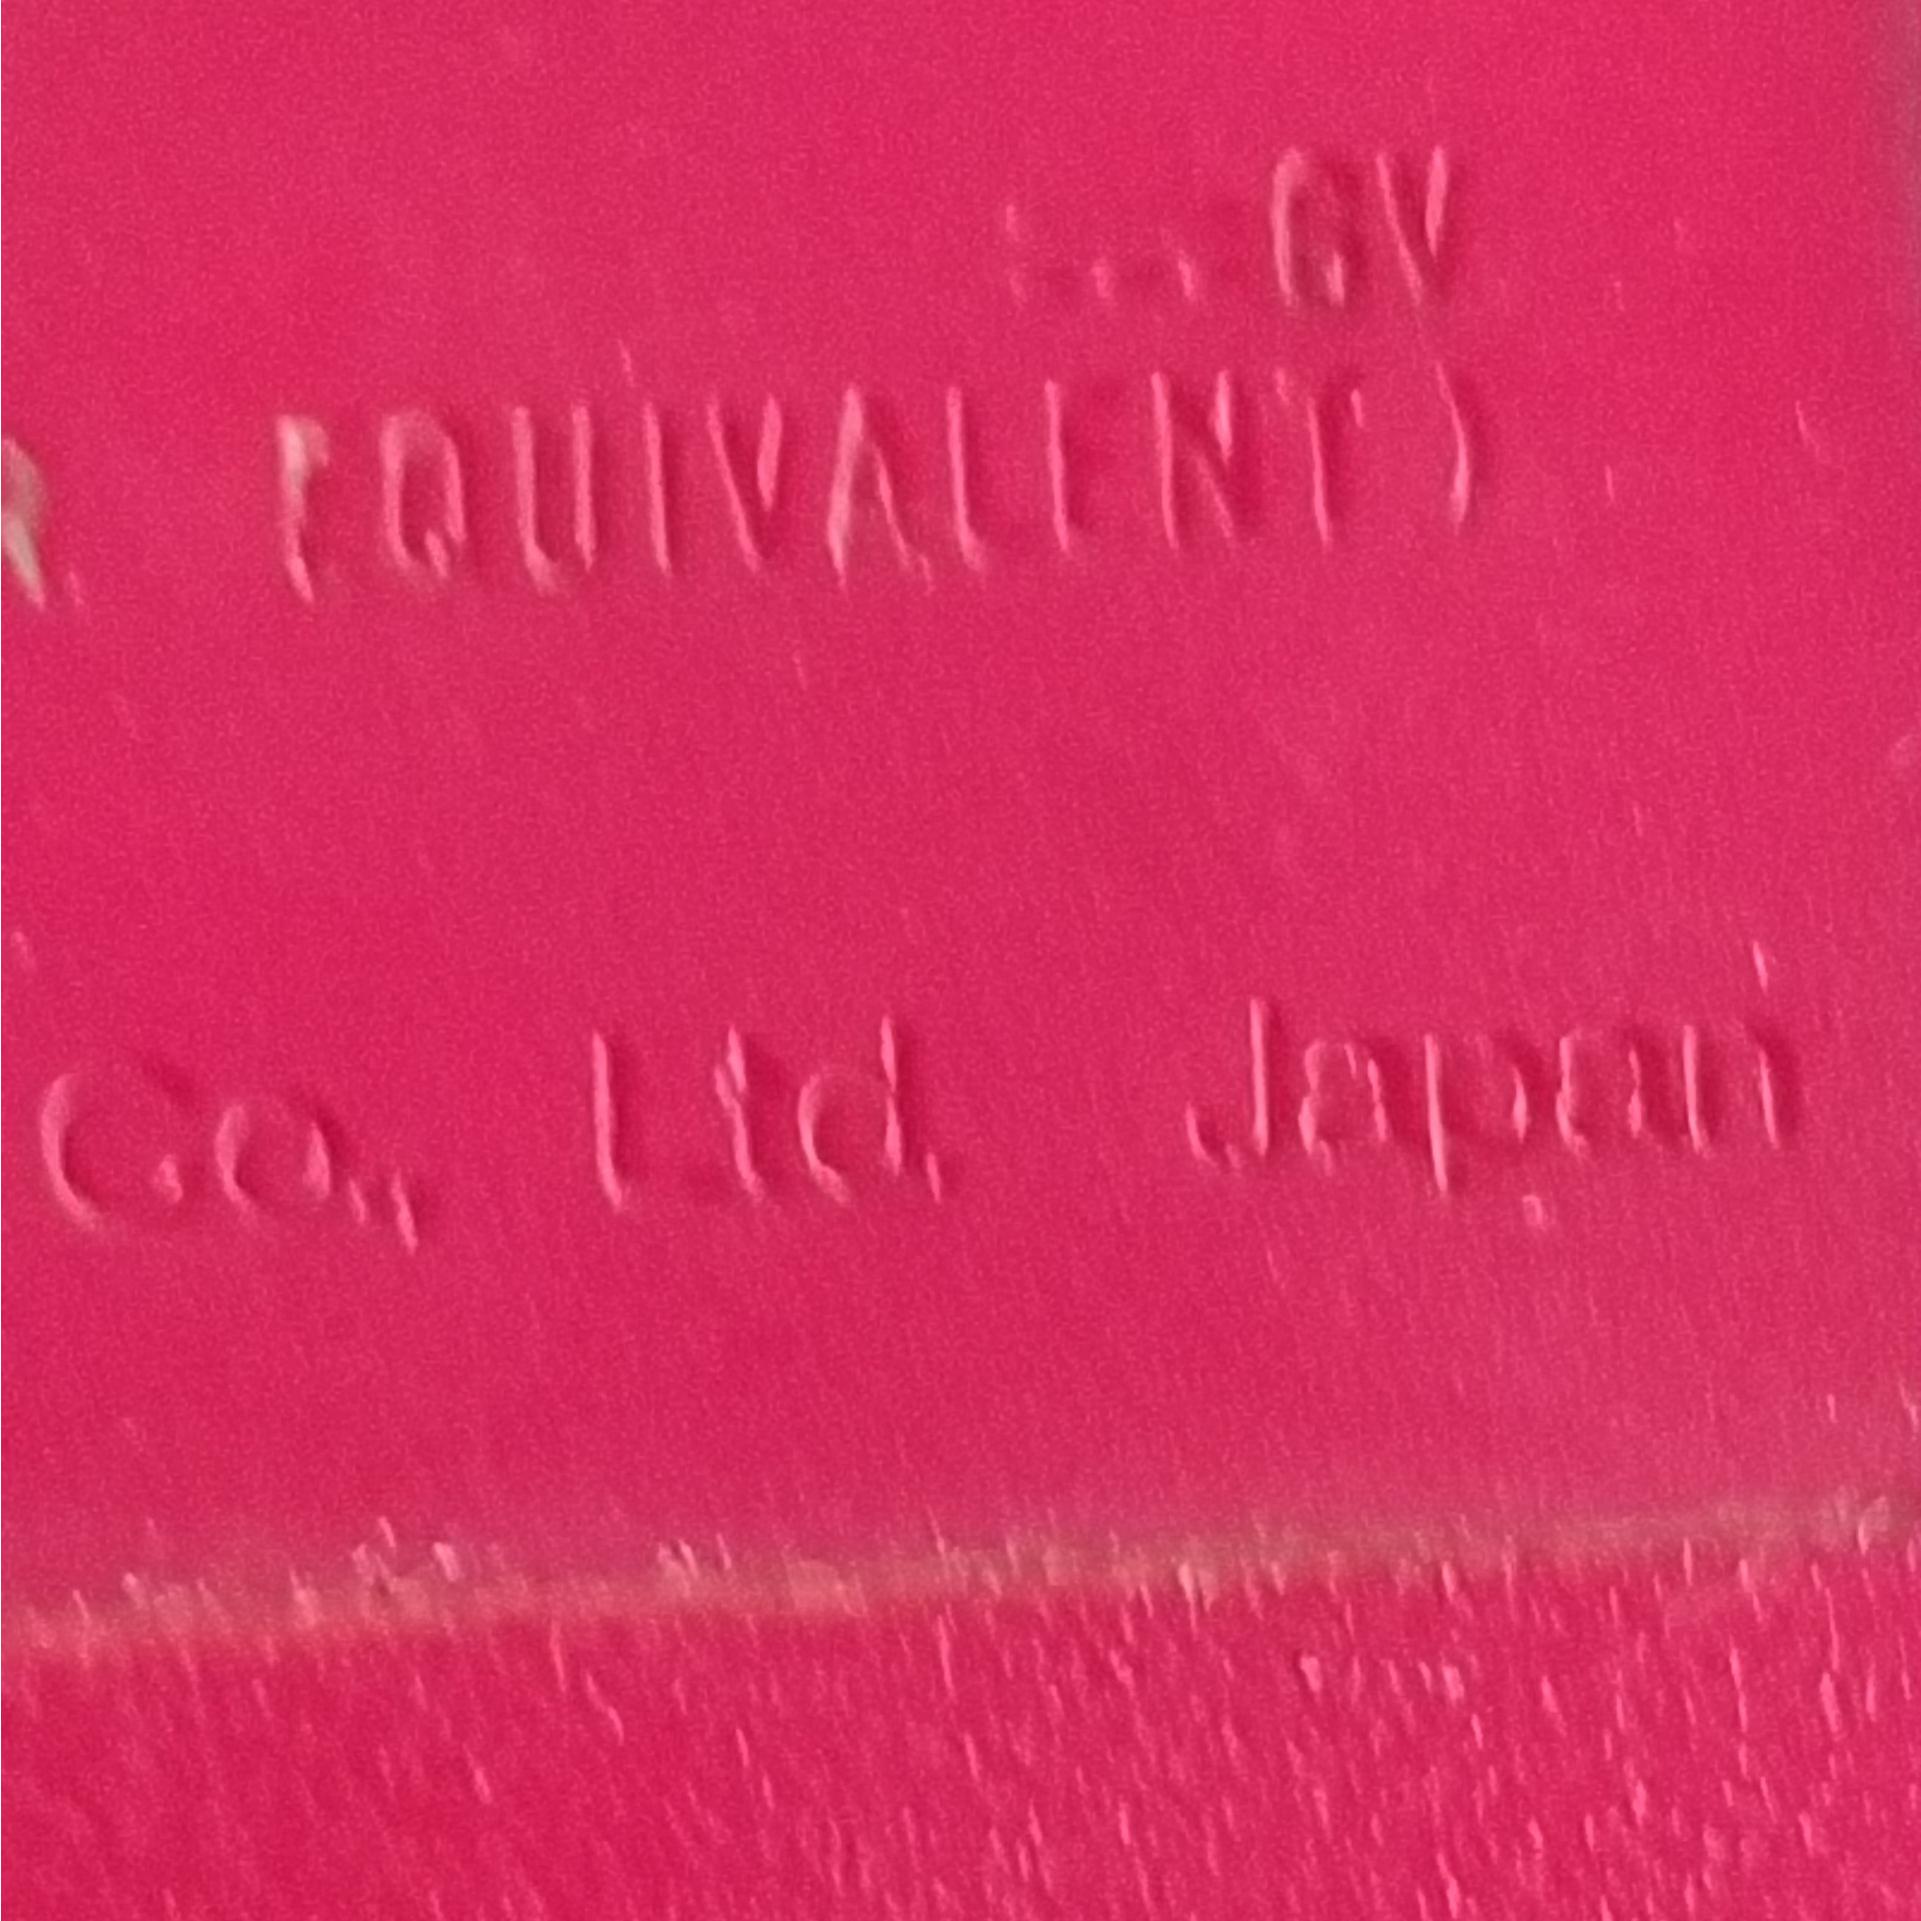 ...6V
R EQUIVALENT)
Co., Ltd. Japan